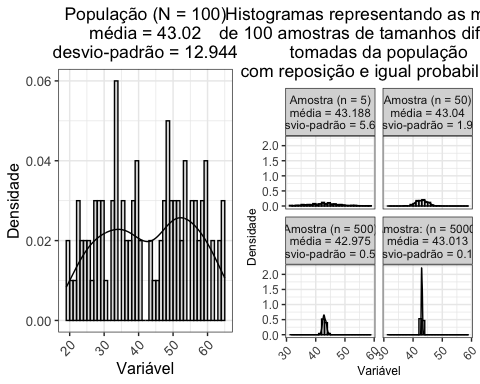 População (N = 100)
média = 43.02
desvio-padrão = 12.944
Densidade
0.06
0.04
0.02
0.00
20
30
40
50
60
Variável
Histogramas representando as m
de 100 amostras de tamanhos dif
tomadas da população
com reposição e igual probabil
Amostra (n = 5)
média = 43.188
svio-padrão = 5.6
Amostra (n = 50)
média = 43.04
svio-padrão = 1.9
Densidade
2.0
1.5
1.0
0.5
0.0
Amostra (n = 500)
média = 42.975
svio-padrão = 0.5
mostra: (n = 5000
média = 43.013
svio-padrão = 0.1
2.0
1.5
1.0
0.5
0.0
30
40
50
30
40
50
60
Variável